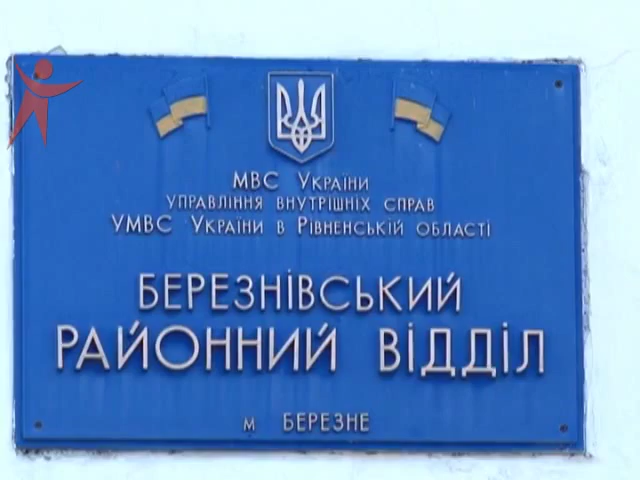 МВС України
УПРАВЛІННЯ ВНУТРІШНІХ СПРАВ
УМВС України в Рівненській області
БЕРЕЗНІВСЬКИЙ
РАЙОННИЙ ВІДДІЛ
м БЕРЕЗНЕ